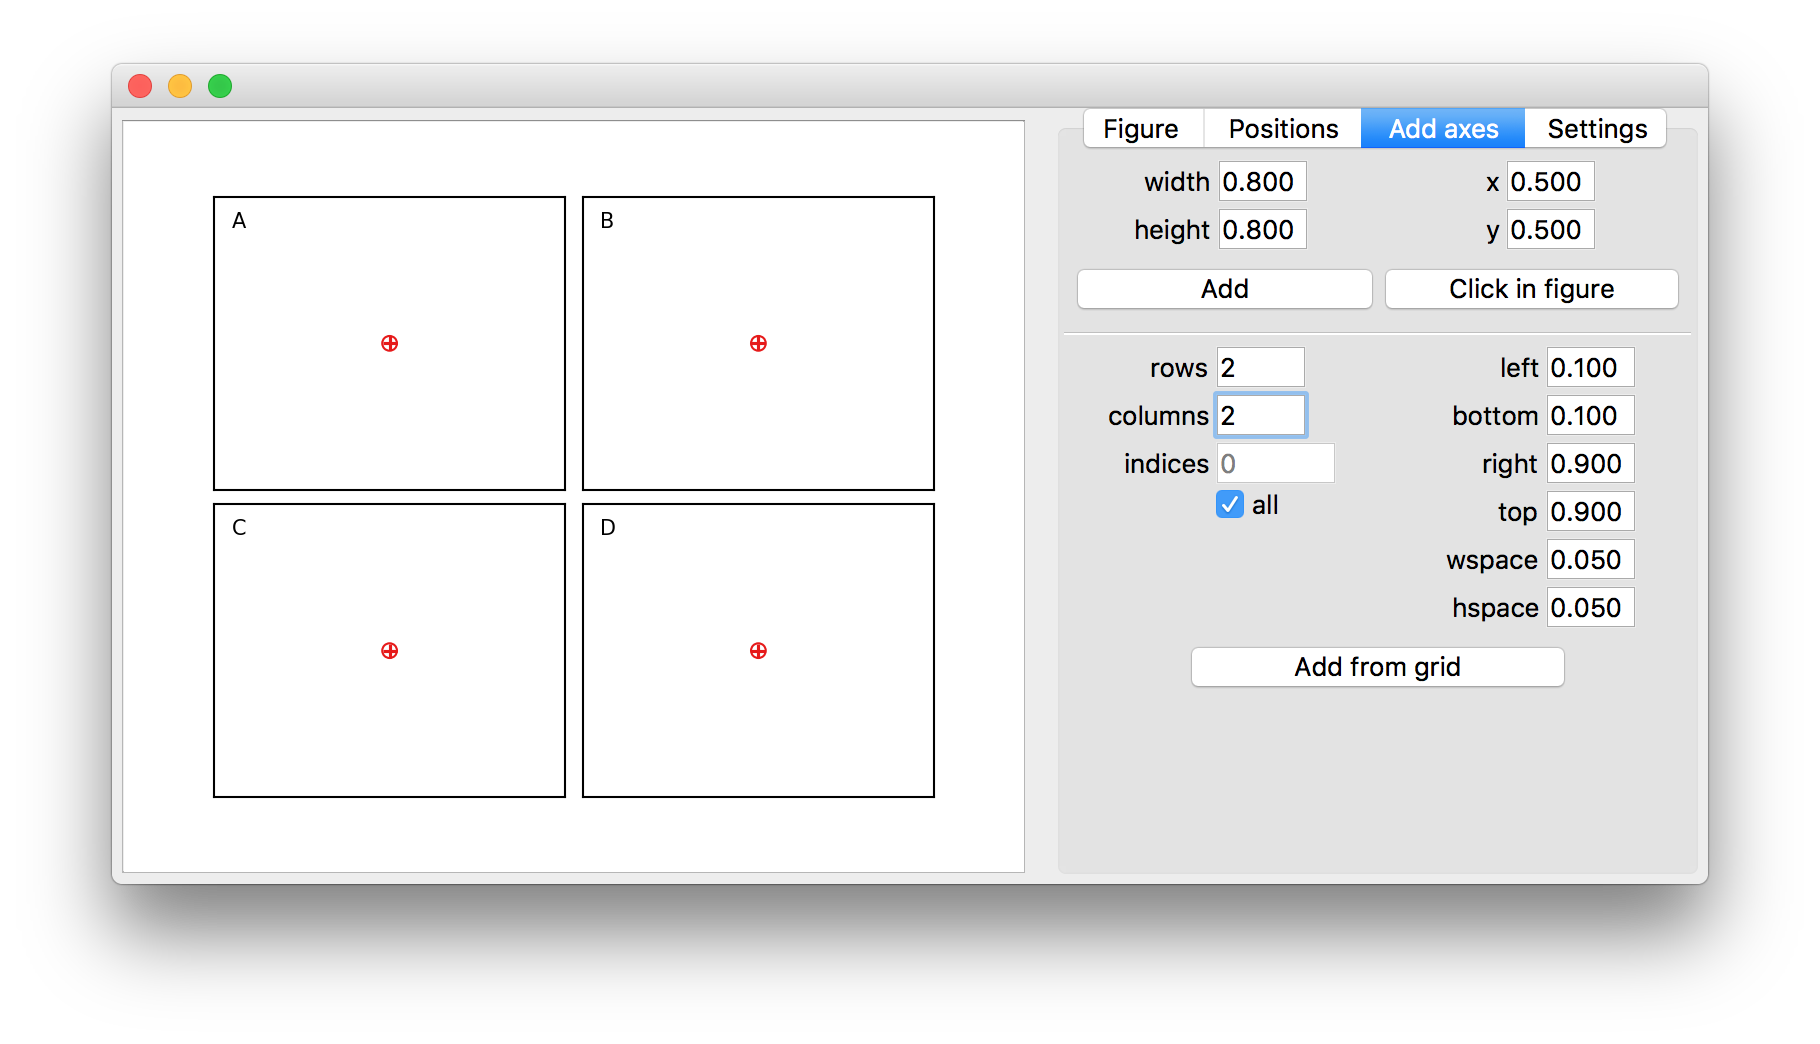 A
B
C
D
Figure Positions Add axes Settings
width 0.800 x 0.500
height 0.800 y 0.500
Add Click in figure
rows 2 left 0.100
columns 2 bottom 0.100
indices 0 right 0.900
all top 0.900
wspace 0.050
hspace 0.050
Add from grid